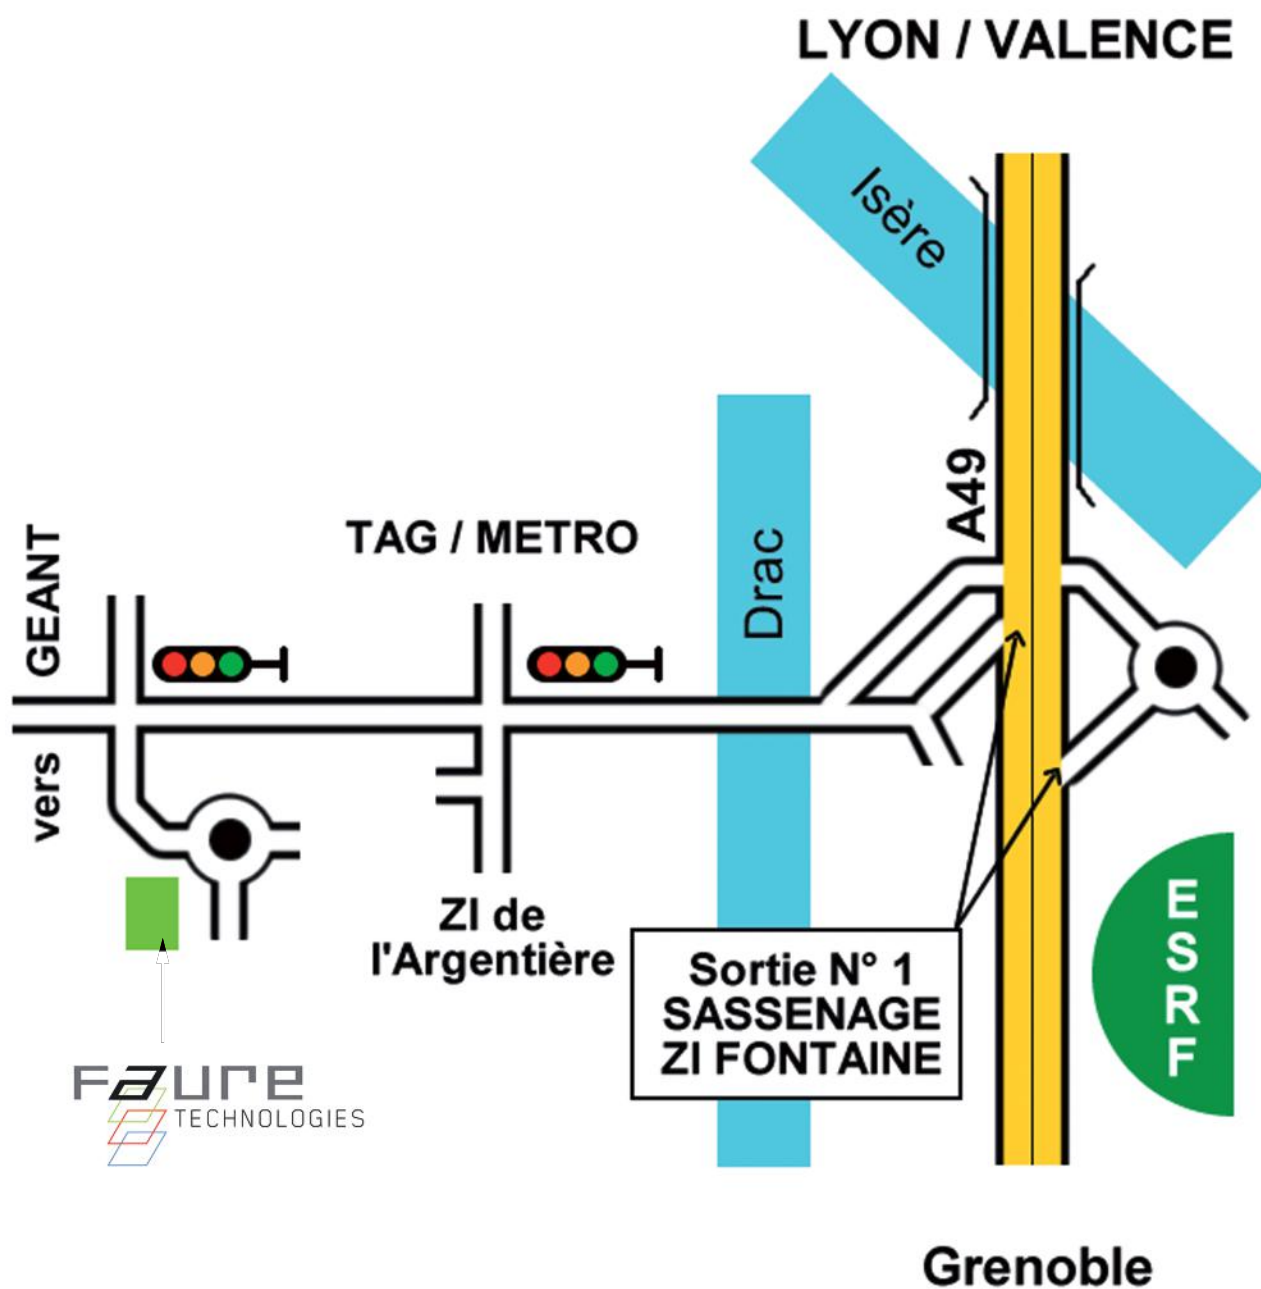 LYON / VALENCE
Isère
A49
Drac
TAG / METRO
vers GEANT
ZI de
l'Argentière
Sortie N° 1
SASSENAGE
ZI FONTAINE
ESRF
Faure
TECHNOLOGIES
Grenoble